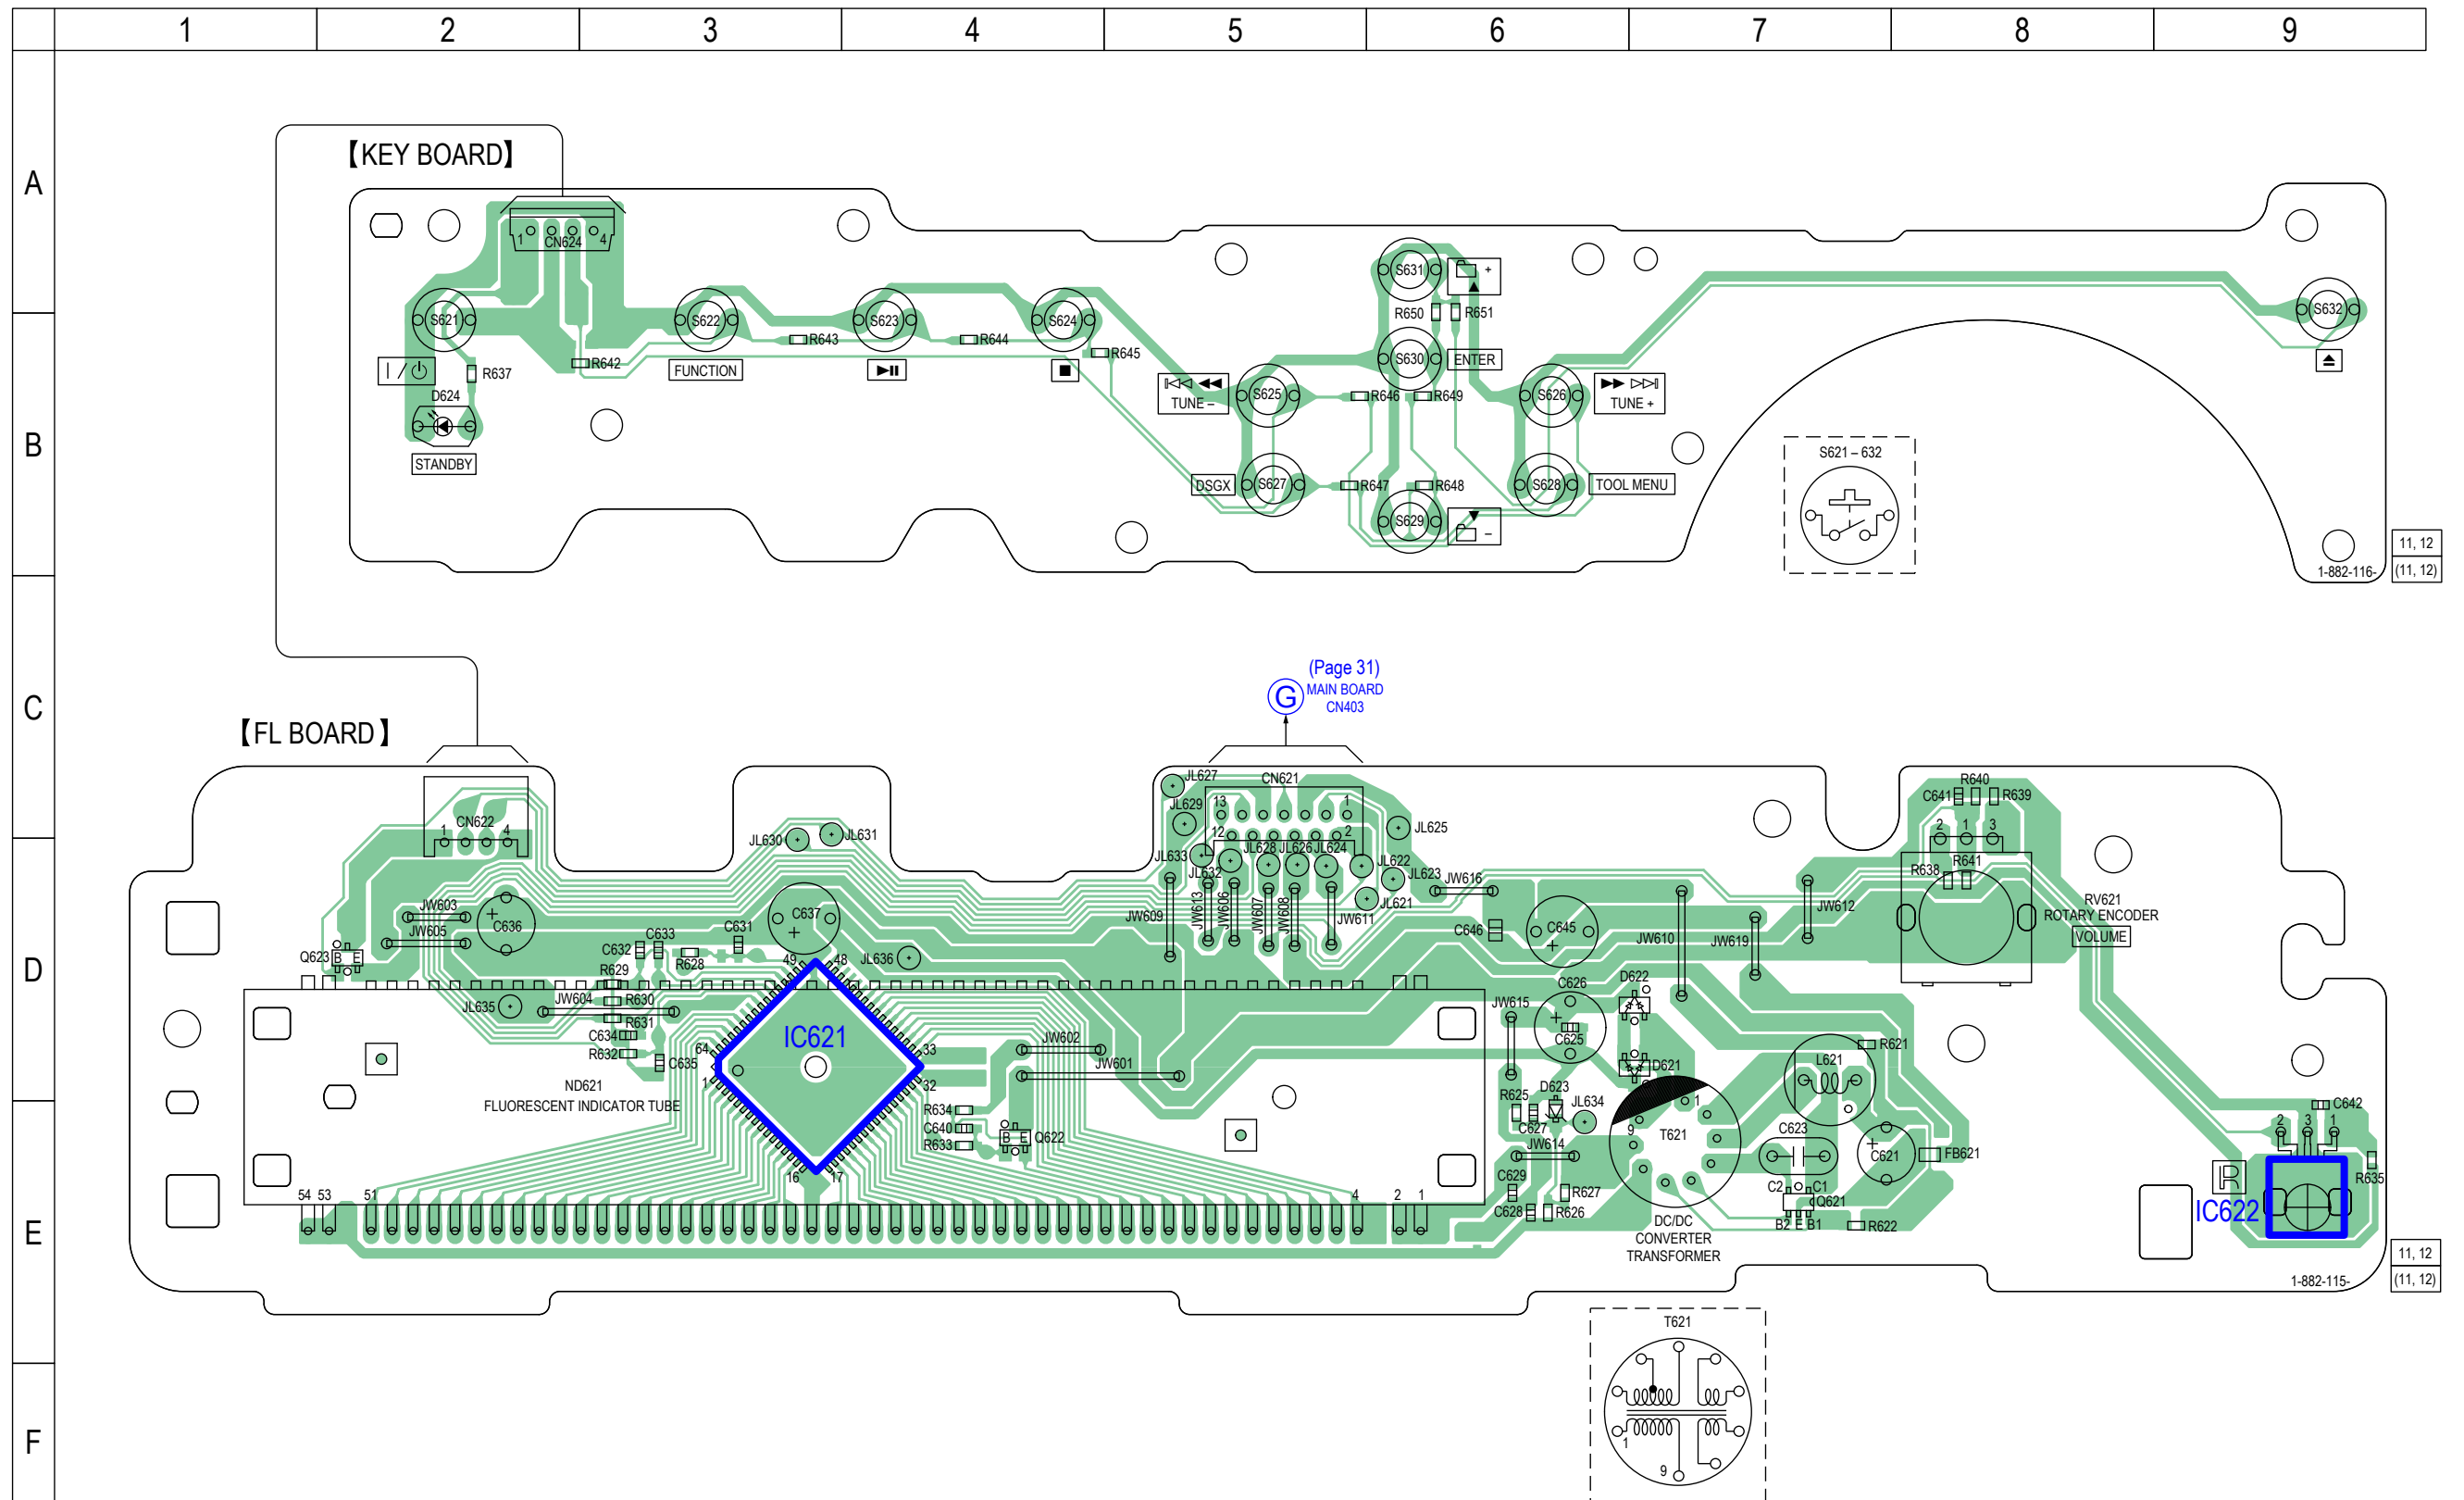 1 2 3 4 5 6 7 8 9
A
【KEY BOARD】
1 CN624 4
S631
+
S621
S622
S623
S624
R650
R651
S632
R643
R644
R645
R642
R637
FUNCTION
S630
ENTER
D624
TUNE –
S625
R646
R649
S626
TUNE +
B
STANDBY
S621 – 632
DSGX
S627
R647
R648
S628
TOOL MENU
S629
–
11, 12
(11, 12)
1-882-116-
C
(Page 31)
G
MAIN BOARD
CN403
【FL BOARD】
JL627
CN621
R640
JL629
13
1
C641
R639
CN622
1
4
JL630
JL631
12
2
JL625
2 1 3
JL633
JL628
JL626
JL624
JL622
R638
R641
JL632
JL623
JW616
JL621
JW603
C636
C637
JW609
JW613
JW606
JW607
JW608
JW611
JW612
RV621
ROTARY ENCODER
VOLUME
JW605
C631
C633
C632
C646
C645
JW610
JW619
D
Q623
B E
R628
49
48
JL636
R629
D622
C626
JL635
JW604
R630
JW615
R631
IC621
C634
C625
R632
64
33
JW602
R621
C635
JW601
D621
L621
1
32
ND621
FLUORESCENT INDICATOR TUBE
R625
D623
JL634
1
R634
C642
C627
C640
B E
Q622
9
T621
C623
2 3 1
R633
JW614
C621
FB621
16
17
C629
R635
54 53
51
4
2
1
R627
C2
C1
Q621
IC622
C628
R626
B2 E B1
R622
E
DC/DC
CONVERTER
TRANSFORMER
11, 12
(11, 12)
1-882-115-
T621
F
1
9